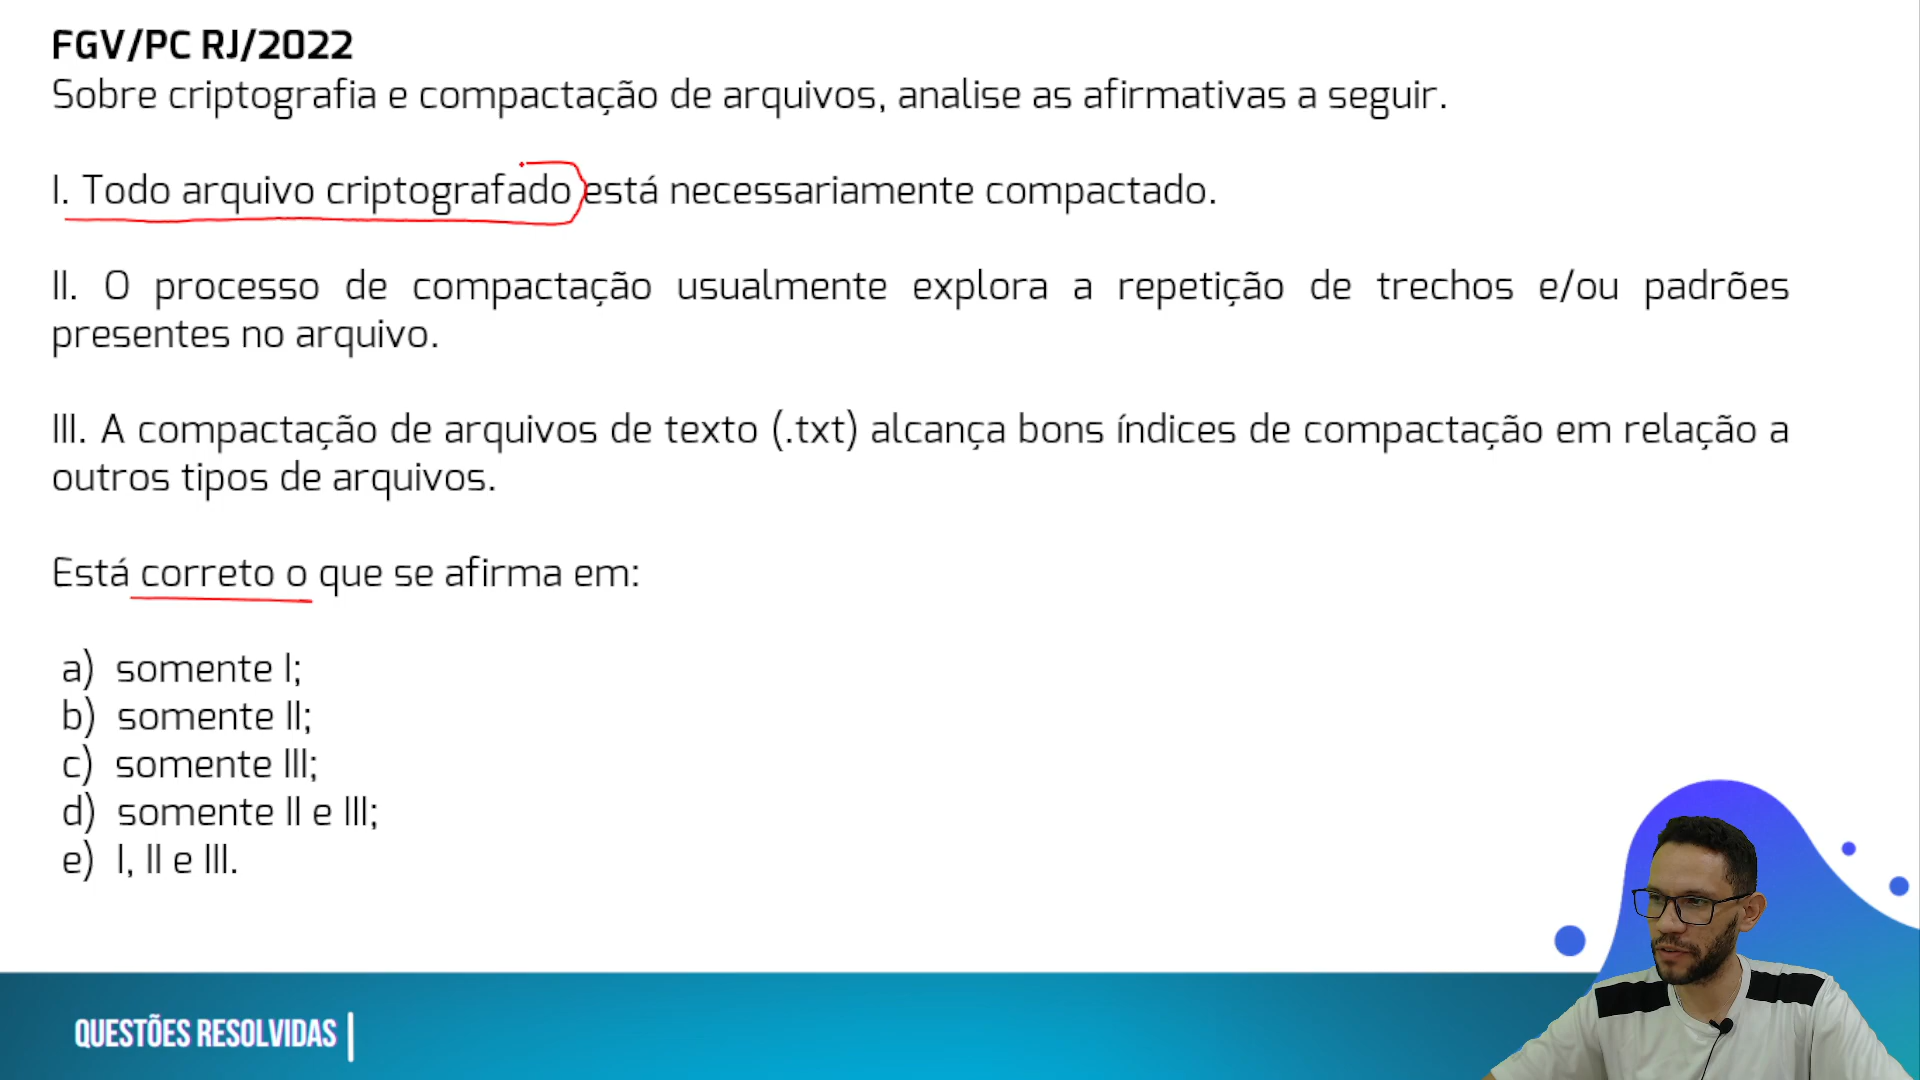 FGV/PC RJ/2022
Sobre criptografia e compactação de arquivos, analise as afirmativas a seguir.
I. Todo arquivo criptografado está necessariamente compactado.
II. O processo de compactação usualmente explora a repetição de trechos e/ou padrões
presentes no arquivo.
III. A compactação de arquivos de texto (.txt) alcança bons índices de compactação em relação a
outros tipos de arquivos.
Está correto o que se afirma em:
a) somente I;
b) somente II;
c) somente III;
d) somente II e III;
e) I, II e III.
QUESTÕES RESOLVIDAS